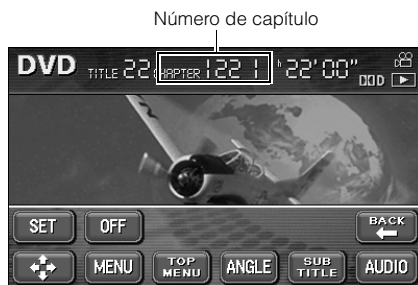 Número de capítulo
DVD TITLE 22 CHAPTER 122 1 h 22'00"
SET OFF BACK
MENU TOP MENU ANGLE SUB TITLE AUDIO